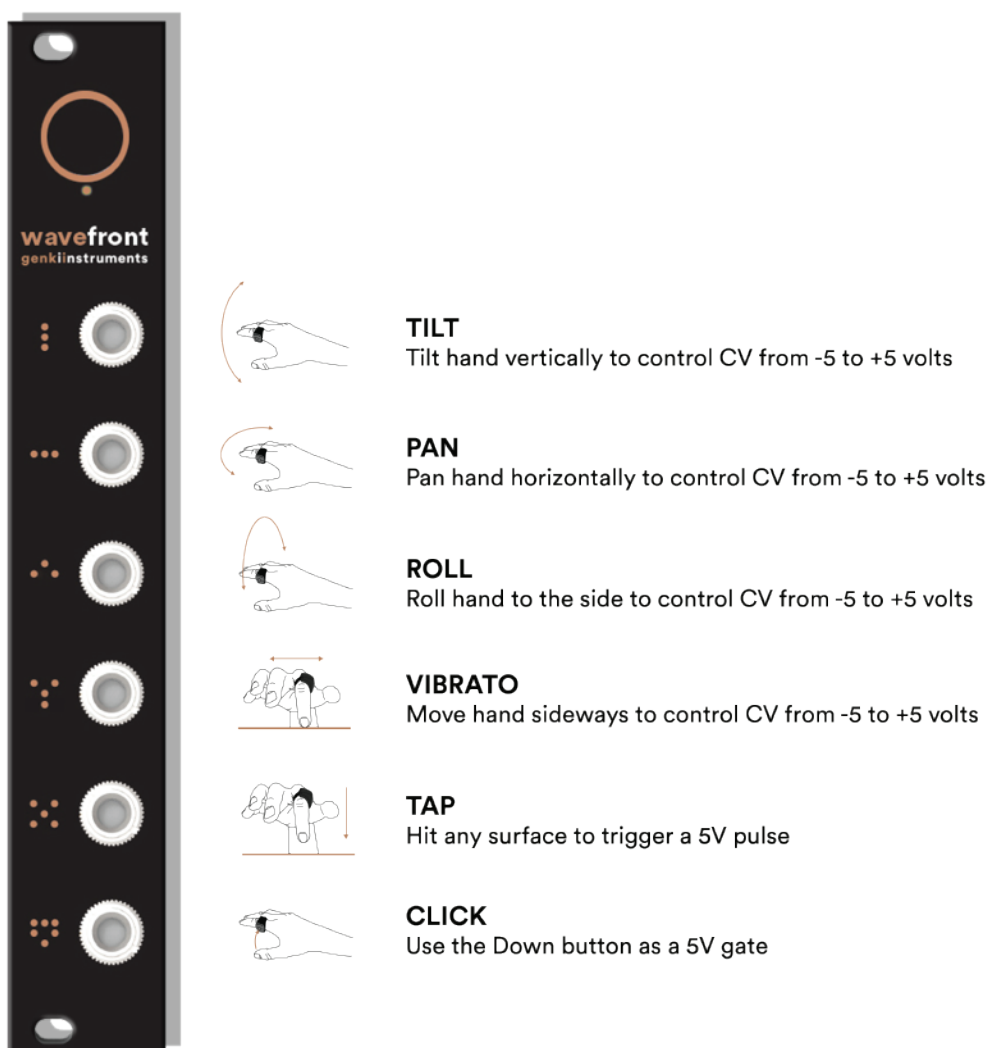 wavefront
genkiinstruments
TILT
Tilt hand vertically to control CV from -5 to +5 volts
PAN
Pan hand horizontally to control CV from -5 to +5 volts
ROLL
Roll hand to the side to control CV from -5 to +5 volts
VIBRATO
Move hand sideways to control CV from -5 to +5 volts
TAP
Hit any surface to trigger a 5V pulse
CLICK
Use the Down button as a 5V gate